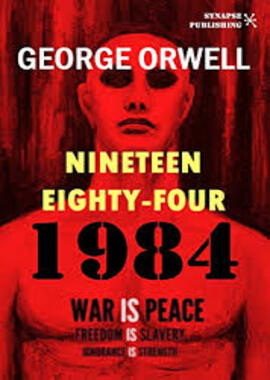 SYNAPSE
PUBLISHING
GEORGE ORWELL
NINETEEN
EIGHTY-FOUR
1984
WAR IS PEACE
FREEDOM IS SLAVERY
IGNORANCE IS STRENGTH